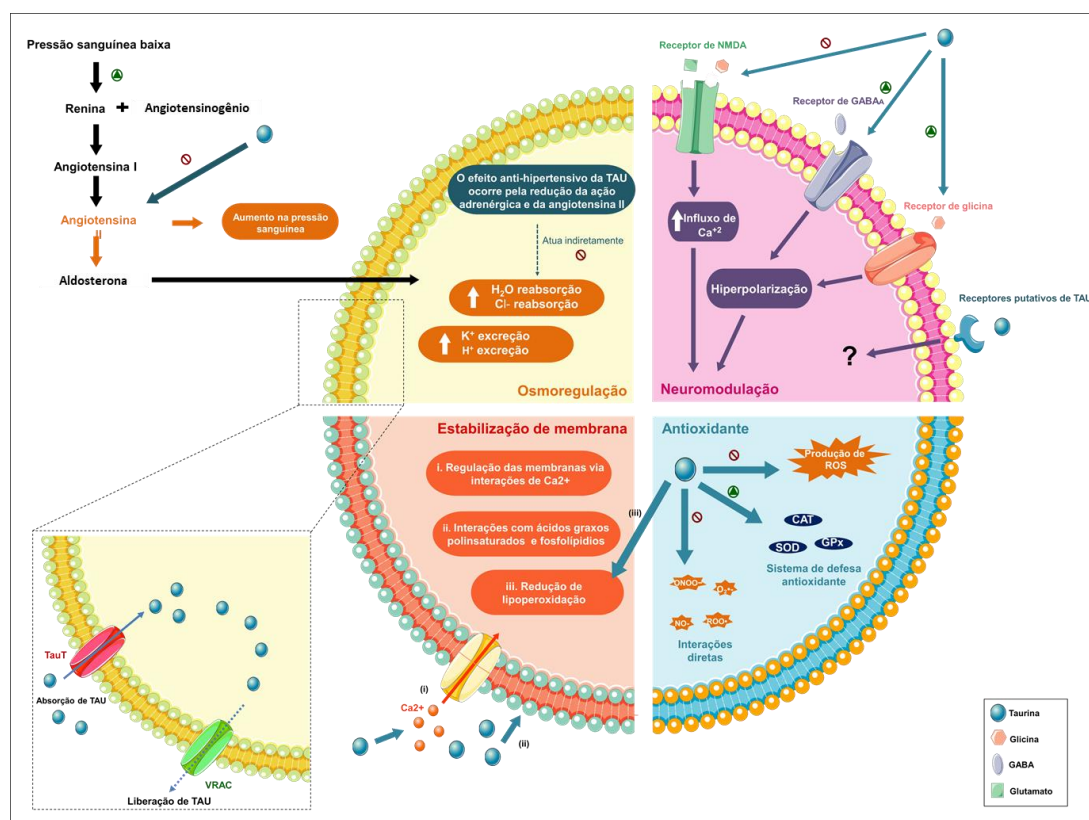 Pressão sanguínea baixa
Renina + Angiotensinogênio
Angiotensina I
Angiotensina
II
Aumento na pressão
sanguínea
Aldosterona
O efeito anti-hipertensivo da TAU
ocorre pela redução da ação
adrenérgica e da angiotensina II
Atua indiretamente
H2O reabsorção
Cl- reabsorção
K+ excreção
H+ excreção
Osmoregulação
Receptor de NMDA
Receptor de GABAA
Receptor de glicina
Influxo de
Ca+2
Hiperpolarização
Receptores putativos de TAU
?
Neuromodulação
Estabilização de membrana
i. Regulação das membranas via
interações de Ca2+
ii. Interações com ácidos graxos
polinsaturados e fosfolípidios
iii. Redução de
lipoperoxidação
(iii)
(i)
Ca2+
(ii)
Antioxidante
Produção de
ROS
CAT
SOD
GPx
Sistema de defesa
antioxidante
ONOO-
NO-
ROO•
Interações
diretas
TauT
Absorção de TAU
VRAC
Liberação de TAU
Taurina
Glicina
GABA
Glutamato